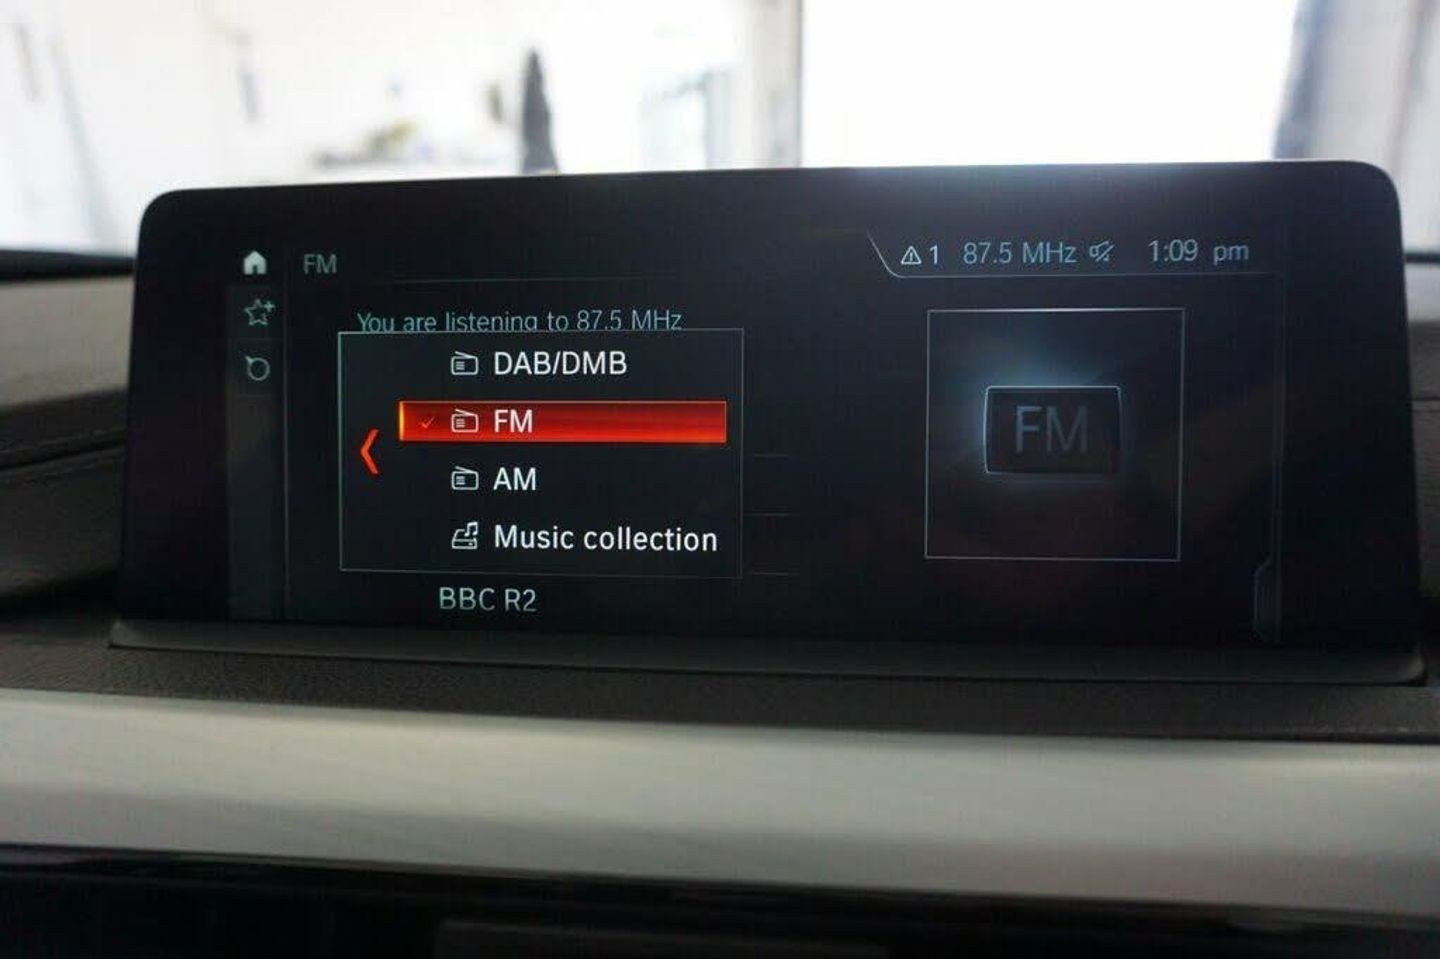 FM
1 87.5 MHz 1:09 pm
You are listening to 87.5 MHz
DAB/DMB
FM
AM
Music collection
BBC R2
FM